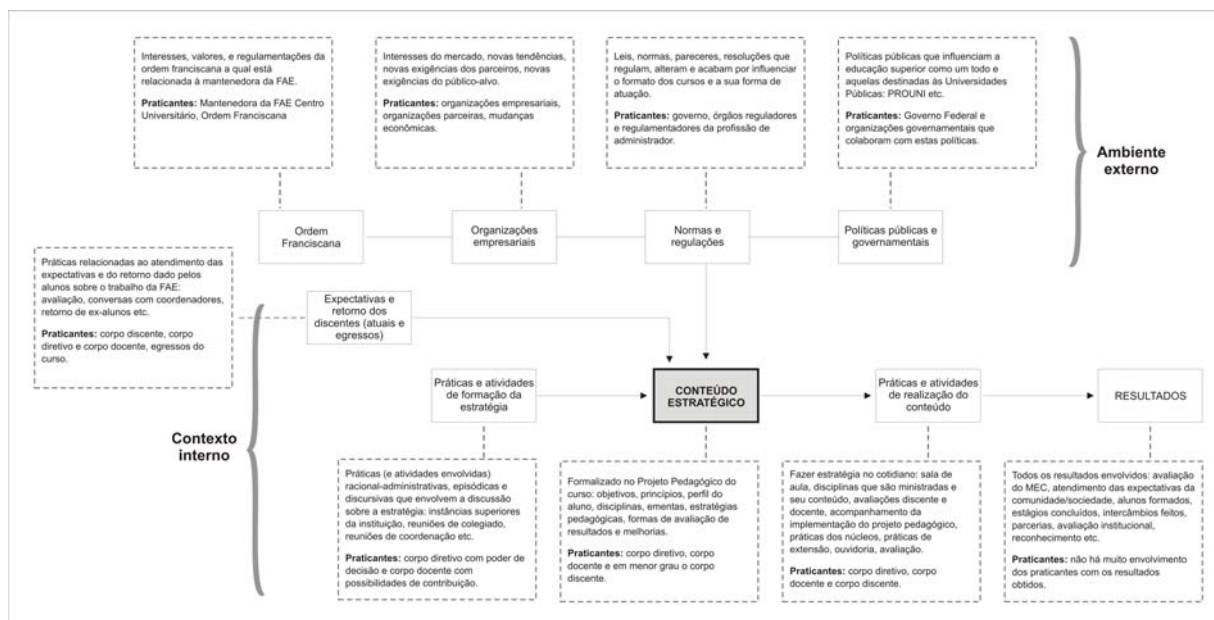 Interesses, valores, e regulamentações da
ordem franciscana a qual está
relacionada à mantenedora da FAE.
Praticantes: Mantenedora da FAE Centro
Universitário, Ordem Franciscana
Interesses do mercado, novas tendências,
novas exigências dos parceiros, novas
exigências do público-alvo.
Praticantes: organizações empresariais,
organizações parceiras, mudanças
econômicas.
Leis, normas, pareceres, resoluções que
regulam, alteram e acabam por influenciar
o formato dos cursos e a sua forma de
atuação.
Praticantes: governo, órgãos reguladores
e regulamentadores da profissão de
administrador.
Políticas públicas que influenciam a
educação superior como um todo e
aquelas destinadas às Universidades
Públicas: PROUNI etc.
Praticantes: Governo Federal e
organizações governamentais que
colaboram com estas políticas.
Ambiente
externo
Ordem
Franciscana
Organizações
empresariais
Normas e
regulações
Políticas públicas e
governamentais
Práticas relacionadas ao atendimento das
expectativas e do retorno dado pelos
alunos sobre o trabalho da FAE:
avaliação, conversas com coordenadores,
retorno de ex-alunos etc.
Praticantes: corpo discente, corpo
diretivo e corpo docente, egressos do
curso.
Expectativas e
retorno dos
discentes (atuais e
egressos)
Contexto
interno
Práticas e atividades
de formação da
estratégia
CONTEÚDO
ESTRATÉGICO
Práticas e atividades
de realização do
conteúdo
RESULTADOS
Práticas (e atividades envolvidas)
racional-administrativas, episódicas e
discursivas que envolvem a discussão
sobre a estratégia: instâncias superiores
da instituição, reuniões de colegiado,
reuniões de coordenação etc.
Praticantes: corpo diretivo com poder de
decisão e corpo docente com
possibilidades de contribuição.
Formalizado no Projeto Pedagógico do
curso: objetivos, princípios, perfil do
aluno, disciplinas, ementas, estratégias
pedagógicas, formas de avaliação de
resultados e melhorias.
Praticantes: corpo diretivo, corpo
docente e em menor grau o corpo
discente.
Fazer estratégia no cotidiano: sala de
aula, disciplinas que são ministradas e
seu conteúdo, avaliações discente e
docente, acompanhamento da
implementação do projeto pedagógico,
práticas dos núcleos, práticas de
extensão, ouvidoria, avaliação.
Praticantes: corpo diretivo, corpo
docente e corpo discente.
Todos os resultados envolvidos: avaliação
do MEC, atendimento das expectativas da
comunidade/sociedade, alunos formados,
estágios concluídos, intercâmbios feitos,
parcerias, avaliação institucional,
reconhecimento etc.
Praticantes: não há muito envolvimento
dos praticantes com os resultados
obtidos.